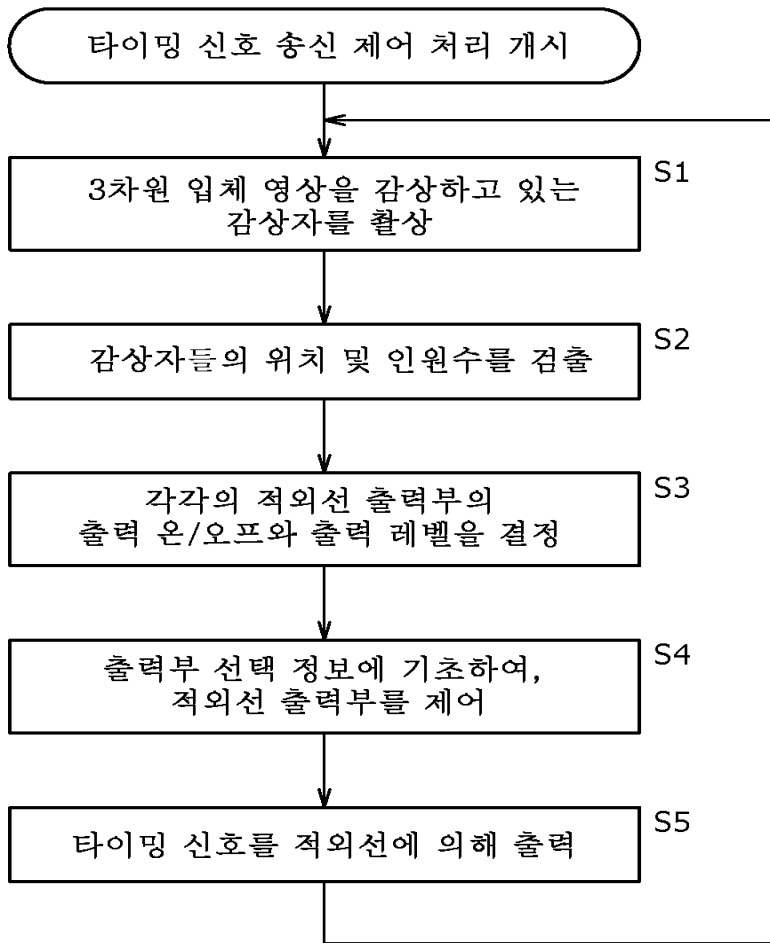 타이밍 신호 송신 제어 처리 개시
S1
3차원 입체 영상을 감상하고 있는
감상자를 촬상
S2
감상자들의 위치 및 인원수를 검출
S3
각각의 적외선 출력부의
출력 온/오프와 출력 레벨을 결정
S4
출력부 선택 정보에 기초하여,
적외선 출력부를 제어
S5
타이밍 신호를 적외선에 의해 출력